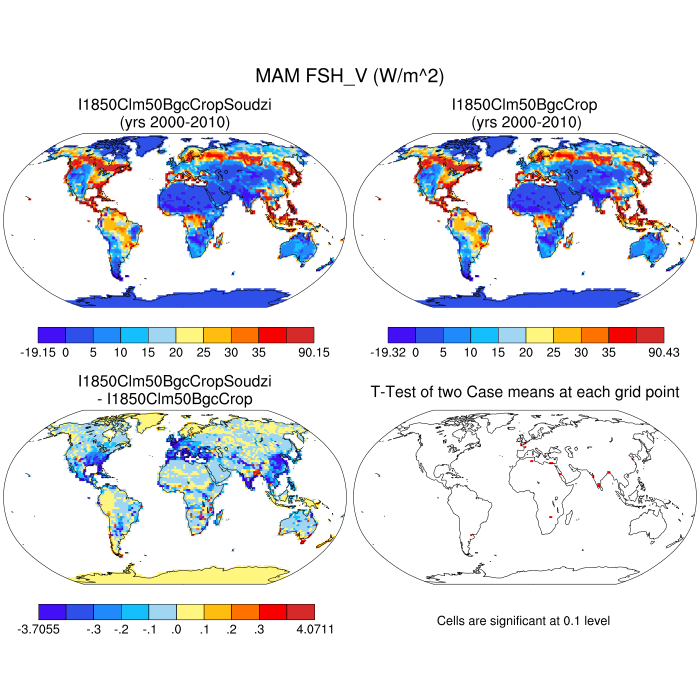 MAM FSH_V (W/m^2)
I1850Clm50BgcCropSoudzi
(yrs 2000-2010)
I1850Clm50BgcCrop
(yrs 2000-2010)
-19.15 0 5 10 15 20 25 30 35 90.15
-19.32 0 5 10 15 20 25 30 35 90.43
I1850Clm50BgcCropSoudzi
- I1850Clm50BgcCrop
T-Test of two Case means at each grid point
-3.7055 -.3 -.2 -.1 .0 .1 .2 .3 4.0711
Cells are significant at 0.1 level